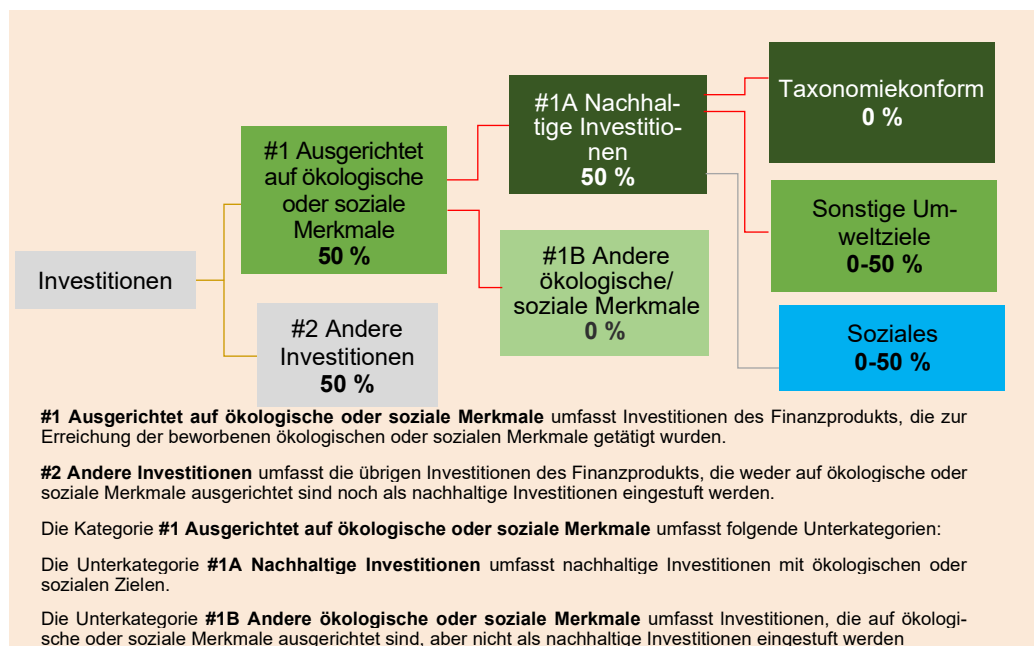 Investitionen
#1 Ausgerichtet
auf ökologische
oder soziale
Merkmale
50 %
#2 Andere
Investitionen
50 %
#1A Nachhal-
tige Investitio-
nen
50 %
#1B Andere
ökologische/
soziale Merkmale
0 %
Taxonomiekonform
0 %
Sonstige Um-
weltziele
0-50 %
Soziales
0-50 %
#1 Ausgerichtet auf ökologische oder soziale Merkmale umfasst Investitionen des Finanzprodukts, die zur
Erreichung der beworbenen ökologischen oder sozialen Merkmale getätigt wurden.
#2 Andere Investitionen umfasst die übrigen Investitionen des Finanzprodukts, die weder auf ökologische oder
soziale Merkmale ausgerichtet sind noch als nachhaltige Investitionen eingestuft werden.
Die Kategorie #1 Ausgerichtet auf ökologische oder soziale Merkmale umfasst folgende Unterkategorien:
Die Unterkategorie #1A Nachhaltige Investitionen umfasst nachhaltige Investitionen mit ökologischen oder
sozialen Zielen.
Die Unterkategorie #1B Andere ökologische oder soziale Merkmale umfasst Investitionen, die auf ökologi-
sche oder soziale Merkmale ausgerichtet sind, aber nicht als nachhaltige Investitionen eingestuft werden